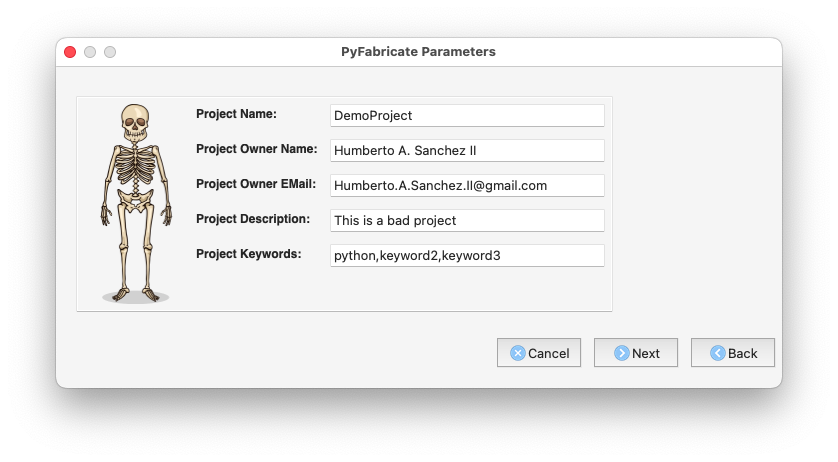 PyFabricate Parameters
Project Name: DemoProject
Project Owner Name: Humberto A. Sanchez II
Project Owner EMail: Humberto.A.Sanchez.II@gmail.com
Project Description: This is a bad project
Project Keywords: python,keyword2,keyword3
Cancel Next Back